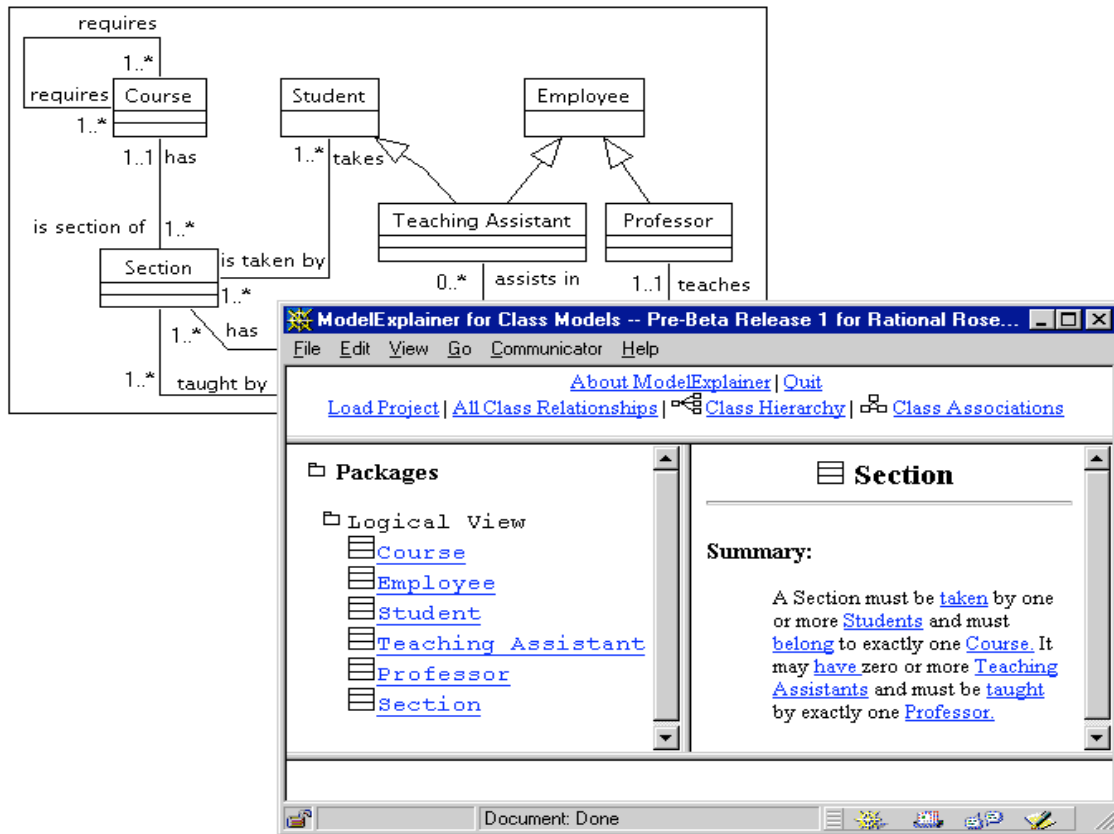 requires
1..*
requires
Course
Student
Employee
1..*
1..1 has
1..* takes
Teaching Assistant
Professor
is section of 1..*
Section
is taken by
0..*
assists in
1..1
teaches
1..*
1..*
has
1..*
taught by
ModelExplainer for Class Models -- Pre-Beta Release 1 for Rational Rose...
File Edit View Go Communicator Help
About ModelExplainer | Quit
Load Project | All Class Relationships | Class Hierarchy | Class Associations
Packages
Logical View
Course
Employee
Student
Teaching Assistant
Professor
Section
Section
Summary:
A Section must be taken by one
or more Students and must
belong to exactly one Course. It
may have zero or more Teaching
Assistants and must be taught
by exactly one Professor.
Document: Done